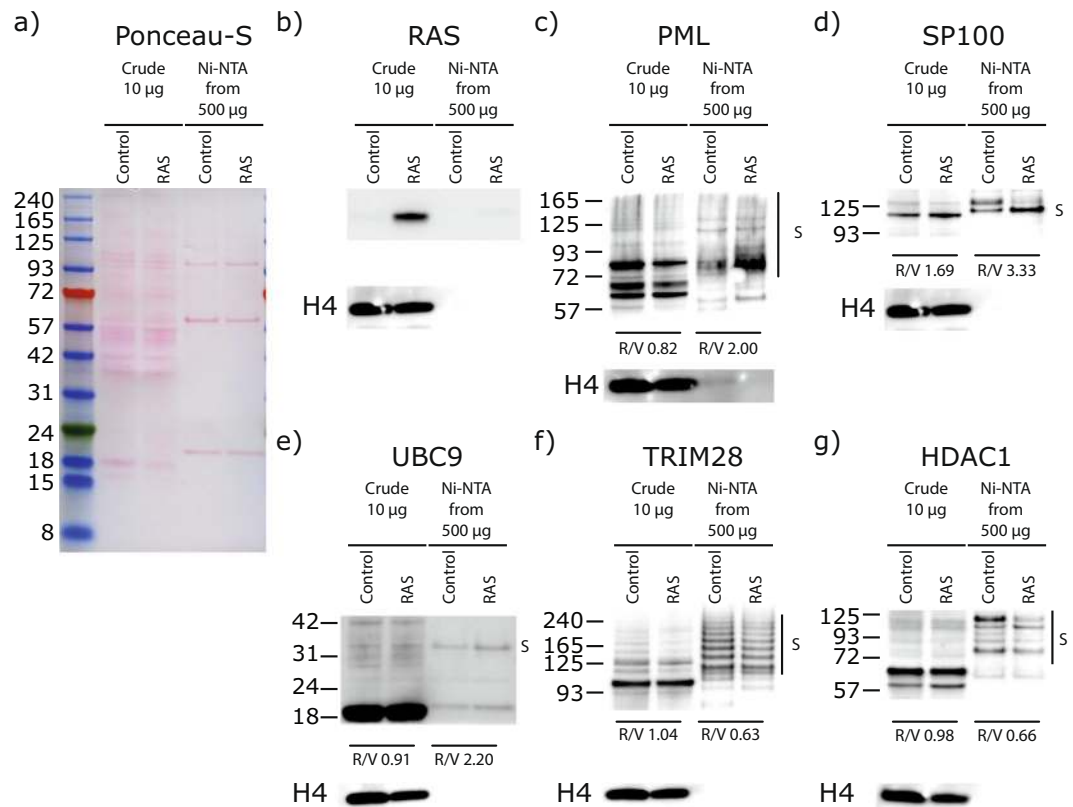 a)
Ponceau-S
Crude
10 µg
Ni-NTA
from
500 µg
Control
RAS
Control
RAS
240
165
125
93
72
57
42
31
24
18
15
8
b)
RAS
Crude
10 µg
Ni-NTA
from
500 µg
Control
RAS
Control
RAS
H4
c)
PML
Crude
10 µg
Ni-NTA
from
500 µg
Control
RAS
Control
RAS
165
125
93
72
57
S
R/V 0.82
R/V 2.00
H4
d)
SP100
Crude
10 µg
Ni-NTA
from
500 µg
Control
RAS
Control
RAS
125
93
S
R/V 1.69
R/V 3.33
H4
e)
UBC9
Crude
10 µg
Ni-NTA
from
500 µg
Control
RAS
Control
RAS
42
31
24
18
S
R/V 0.91
R/V 2.20
H4
f)
TRIM28
Crude
10 µg
Ni-NTA
from
500 µg
Control
RAS
Control
RAS
240
165
125
93
S
R/V 1.04
R/V 0.63
H4
g)
HDAC1
Crude
10 µg
Ni-NTA
from
500 µg
Control
RAS
Control
RAS
125
93
72
57
S
R/V 0.98
R/V 0.66
H4